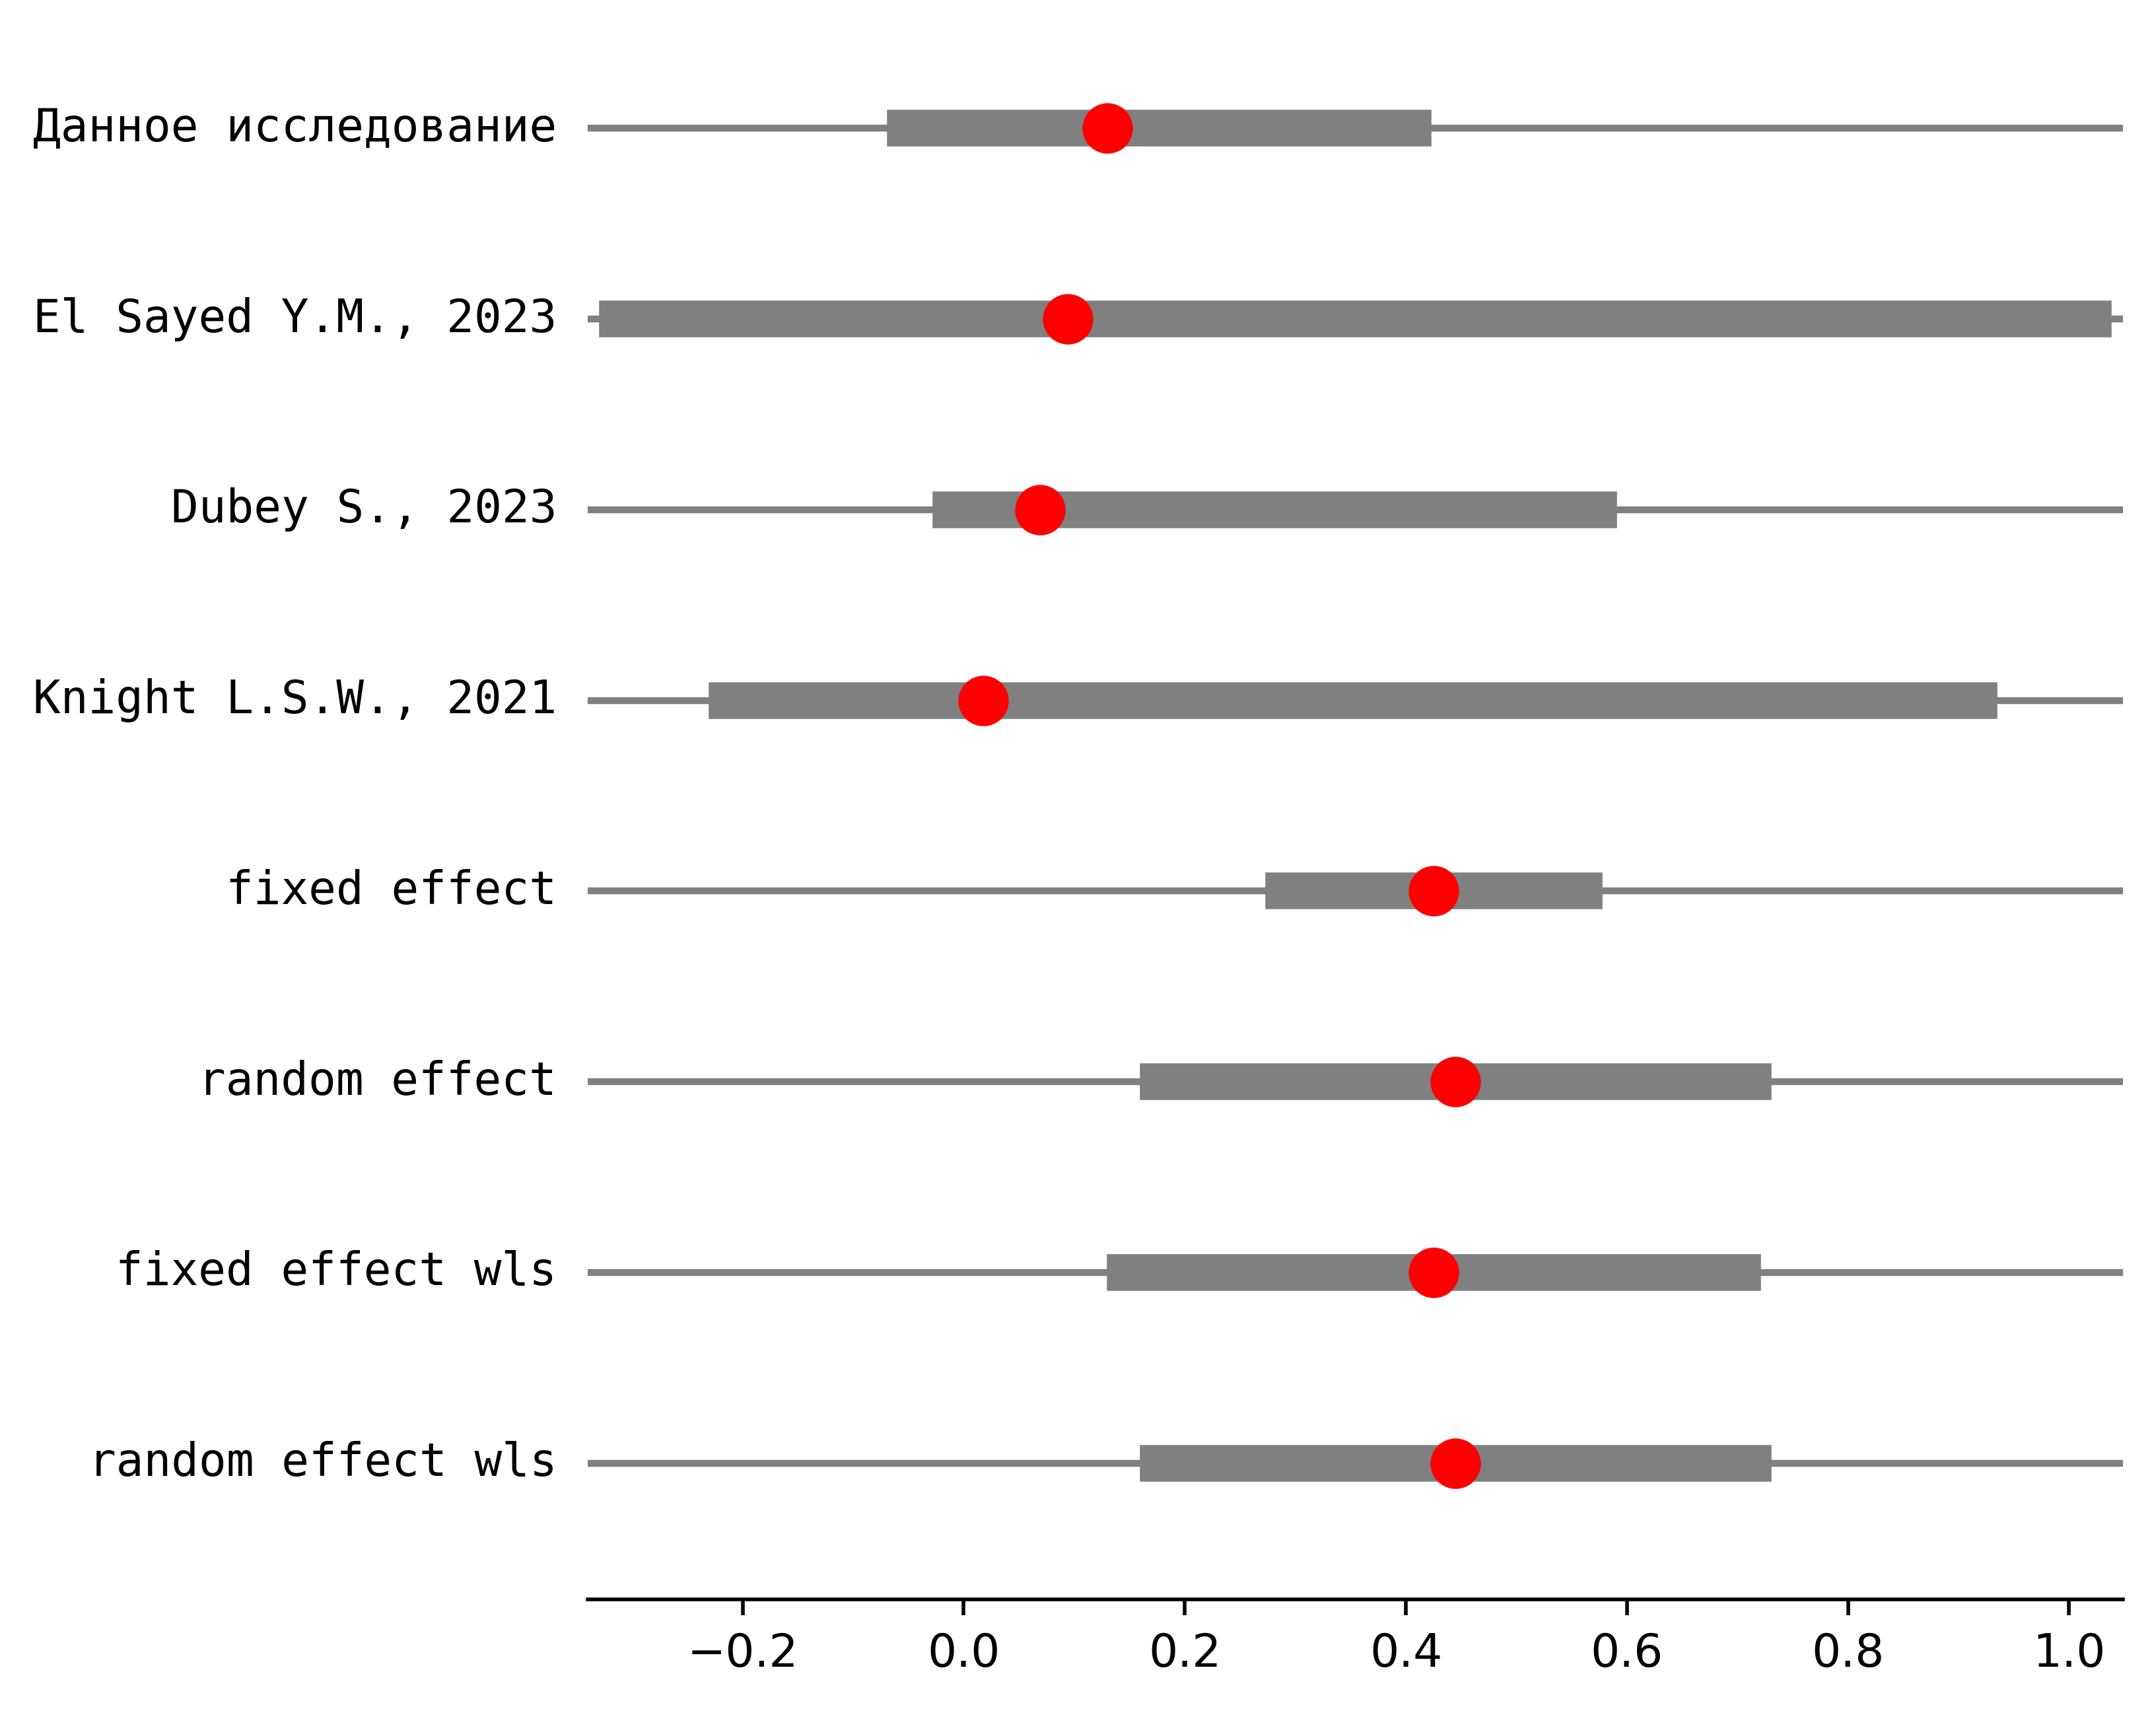 Данное исследование
El Sayed Y.M., 2023
Dubey S., 2023
Knight L.S.W., 2021
fixed effect
random effect
fixed effect wls
random effect wls
−0.2 0.0 0.2 0.4 0.6 0.8 1.0